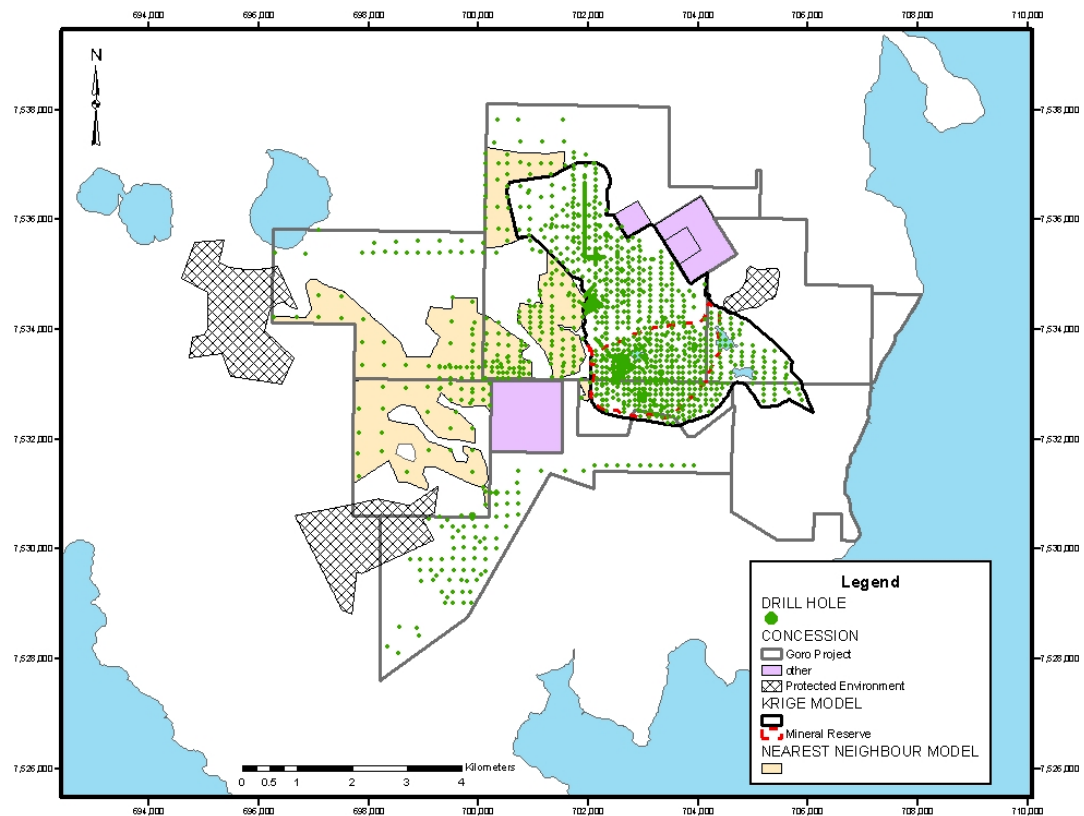 694,000 696,000 698,000 700,000 702,000 704,000 706,000 708,000 710,000
N
7,538,000 7,538,000
7,536,000 7,536,000
7,534,000 7,534,000
7,532,000 7,532,000
7,530,000 7,530,000
Legend
DRILL HOLE
CONCESSION
Goro Project
7,528,000 7,528,000
other
Protected Environment
KRIGE MODEL
Mineral Reserve
NEAREST NEIGHBOUR MODEL
Kilometers
7,526,000 7,526,000
0 0.5 1 2 3 4
694,000 696,000 698,000 700,000 702,000 704,000 706,000 708,000 710,000